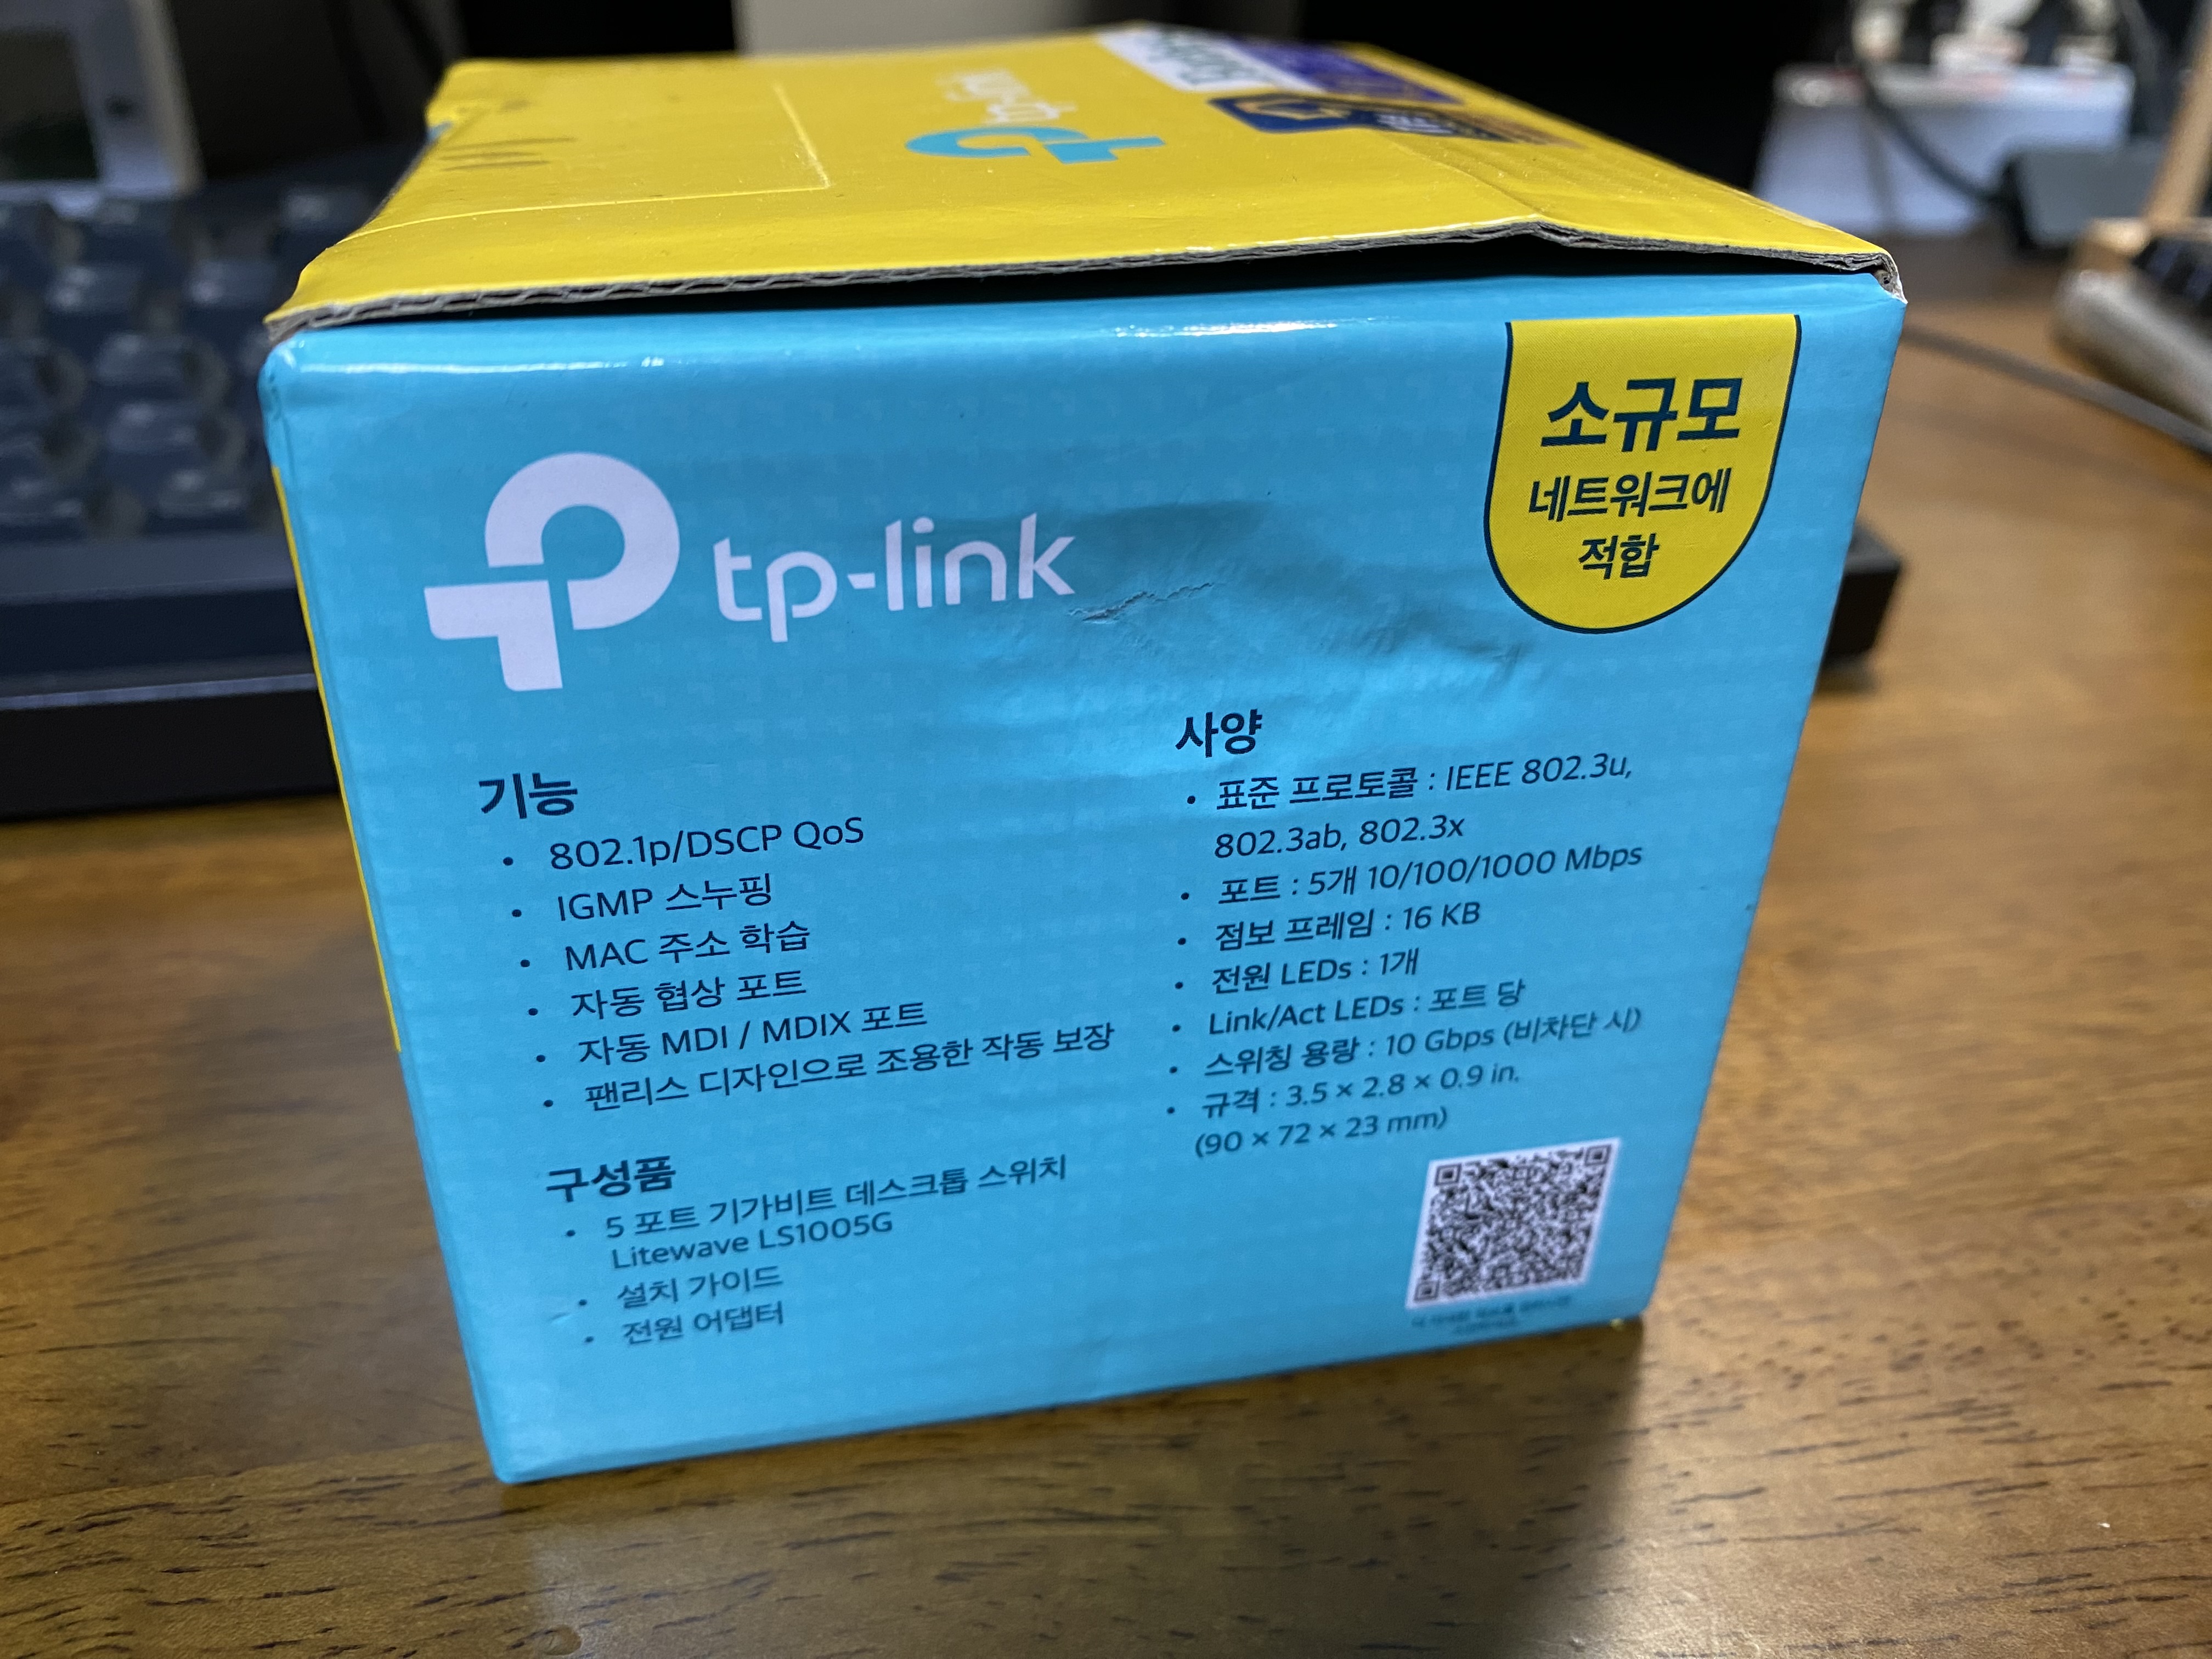 tp-link
소규모
네트워크에
적합
tp-link
기능
• 802.1p/DSCP QoS
• IGMP 스누핑
• MAC 주소 학습
• 자동 협상 포트
• 자동 MDI / MDIX 포트
• 팬리스 디자인으로 조용한 작동 보장
구성품
• 5 포트 기가비트 데스크톱 스위치
Litewave LS1005G
• 설치 가이드
• 전원 어댑터
사양
• 표준 프로토콜 : IEEE 802.3u,
802.3ab, 802.3x
• 포트 : 5개 10/100/1000 Mbps
• 점보 프레임 : 16 KB
• 전원 LEDs : 1개
• Link/Act LEDs : 포트 당
• 스위칭 용량 : 10 Gbps (비차단 시)
• 규격 : 3.5 × 2.8 × 0.9 in.
(90 × 72 × 23 mm)